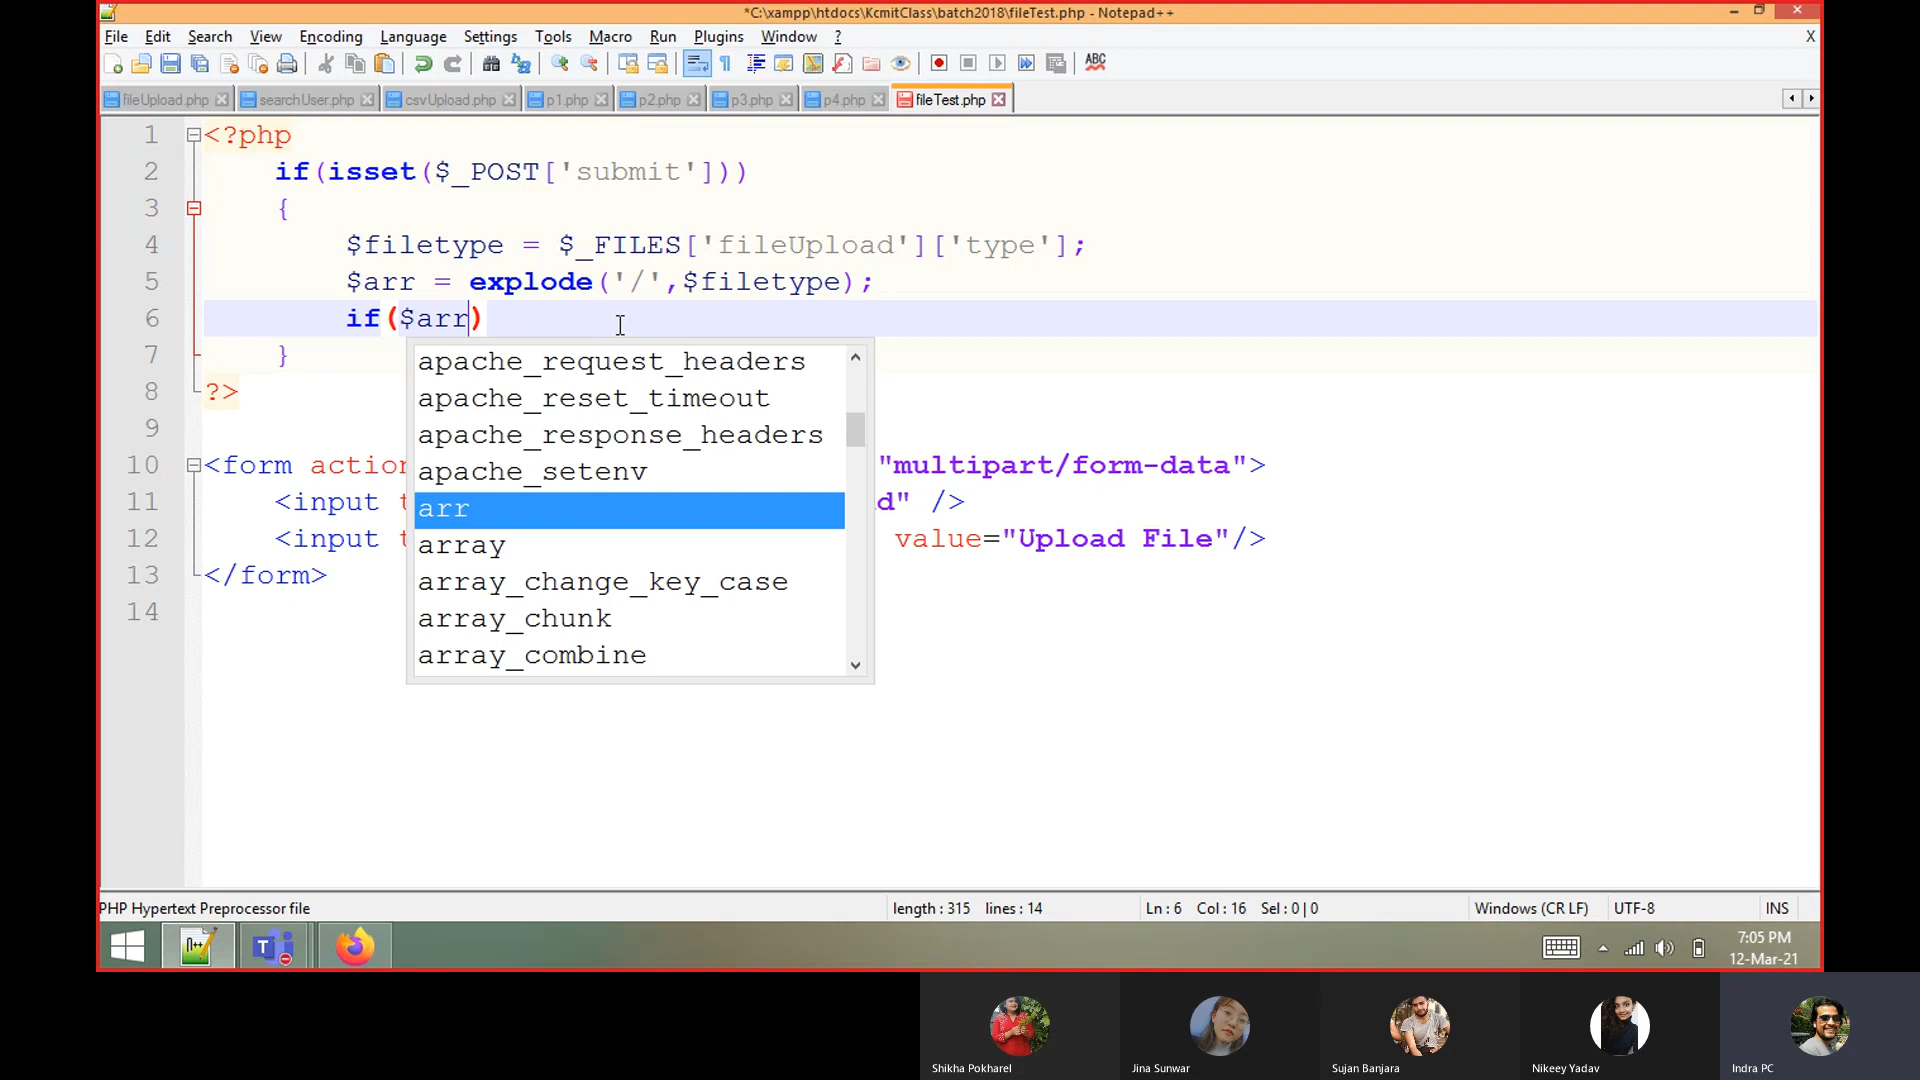 *C:\xampp\htdocs\KcmitClass\batch2018\fileTest.php - Notepad++
File Edit Search View Encoding Language Settings Tools Macro Run Plugins Window ? X
ABC
fileUpload.php searchUser.php csvUpload.php p1.php p2.php p3.php p4.php fileTest.php
1 <?php
2 if(isset($_POST['submit']))
3 {
4 $filetype = $_FILES['fileUpload']['type'];
5 $arr = explode('/',$filetype);
6 if($arr)
7 }
8 ?>
9
10 <form action "multipart/form-data">
11 <input t d" />
12 <input t value="Upload File"/>
13 </form>
14
apache_request_headers
apache_reset_timeout
apache_response_headers
apache_setenv
arr
array
array_change_key_case
array_chunk
array_combine
PHP Hypertext Preprocessor file length : 315 lines : 14 Ln : 6 Col : 16 Sel : 0 | 0 Windows (CR LF) UTF-8 INS
7:05 PM
12-Mar-21
Shikha Pokharel Jina Sunwar Sujan Banjara Nikeey Yadav Indra PC